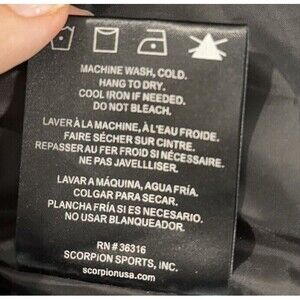 MACHINE WASH, COLD.
HANG TO DRY.
COOL IRON IF NEEDED.
DO NOT BLEACH.
LAVER À LA MACHINE, À L'EAU FROIDE.
FAIRE SÉCHER SUR CINTRE.
REPASSER AU FER FROID SI NÉCESSAIRE.
NE PAS JAVELLLISER.
LAVAR A MÁQUINA, AGUA FRÍA.
COLGAR PARA SECAR.
PLANCHA FRÍA SI ES NECESARIO.
NO USAR BLANQUEADOR.
RN # 36316
SCORPION SPORTS, INC.
scorpionusa.com